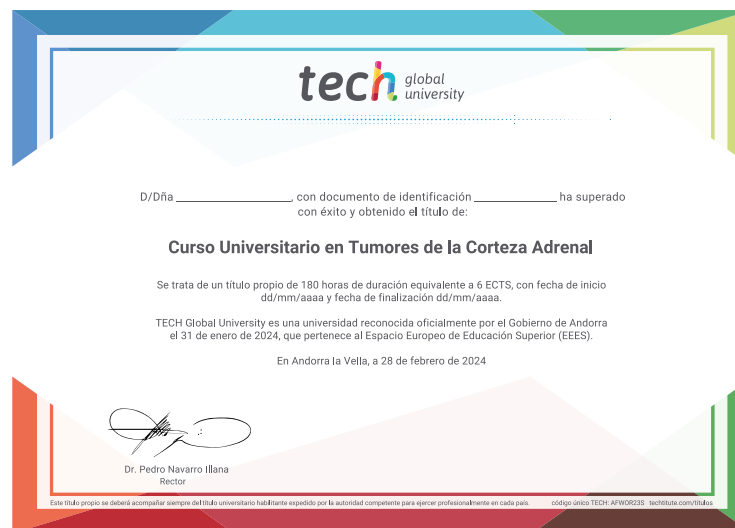 tech global university
D/Dña ____________, con documento de identificación ____________ ha superado
con éxito y obtenido el título de:
Curso Universitario en Tumores de la Corteza Adrenal
Se trata de un título propio de 180 horas de duración equivalente a 6 ECTS, con fecha de inicio
dd/mm/aaaa y fecha de finalización dd/mm/aaaa.
TECH Global University es una universidad reconocida oficialmente por el Gobierno de Andorra
el 31 de enero de 2024, que pertenece al Espacio Europeo de Educación Superior (EEES).
En Andorra la Vella, a 28 de febrero de 2024
Dr. Pedro Navarro Illana
Rector
Este título propio se deberá acompañar siempre del título universitario habilitante expedido por la autoridad competente para ejercer profesionalmente en cada país. código único TECH: AFWOR23S techtitute.com/títulos